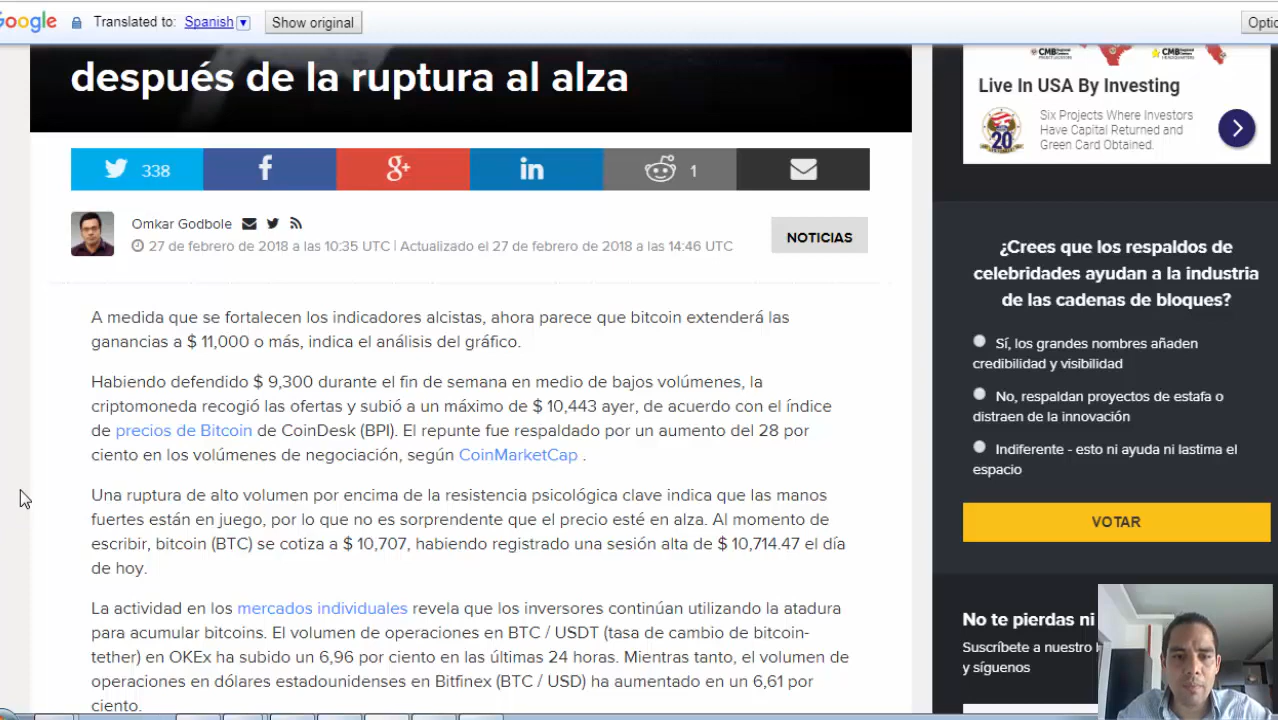 Google Translated to: Spanish Show original
después de la ruptura al alza
338
1
Omkar Godbole
27 de febrero de 2018 a las 10:35 UTC | Actualizado el 27 de febrero de 2018 a las 14:46 UTC
NOTICIAS
A medida que se fortalecen los indicadores alcistas, ahora parece que bitcoin extenderá las
ganancias a $ 11,000 o más, indica el análisis del gráfico.
Habiendo defendido $ 9,300 durante el fin de semana en medio de bajos volúmenes, la
criptomoneda recogió las ofertas y subió a un máximo de $ 10,443 ayer, de acuerdo con el índice
de precios de Bitcoin de CoinDesk (BPI). El repunte fue respaldado por un aumento del 28 por
ciento en los volúmenes de negociación, según CoinMarketCap .
Una ruptura de alto volumen por encima de la resistencia psicológica clave indica que las manos
fuertes están en juego, por lo que no es sorprendente que el precio esté en alza. Al momento de
escribir, bitcoin (BTC) se cotiza a $ 10,707, habiendo registrado una sesión alta de $ 10,714.47 el día
de hoy.
La actividad en los mercados individuales revela que los inversores continúan utilizando la atadura
para acumular bitcoins. El volumen de operaciones en BTC / USDT (tasa de cambio de bitcoin-
tether) en OKEx ha subido un 6,96 por ciento en las últimas 24 horas. Mientras tanto, el volumen de
operaciones en dólares estadounidenses en Bitfinex (BTC / USD) ha aumentado en un 6,61 por
ciento.
CMB
CMB
Live In USA By Investing
20
Six Projects Where Investors
Have Capital Returned and
Green Card Obtained.
¿Crees que los respaldos de
celebridades ayudan a la industria
de las cadenas de bloques?
Sí, los grandes nombres añaden
credibilidad y visibilidad
No, respaldan proyectos de estafa o
distraen de la innovación
Indiferente - esto ni ayuda ni lastima el
espacio
VOTAR
No te pierdas ni
Suscríbete a nuestro
y síguenos